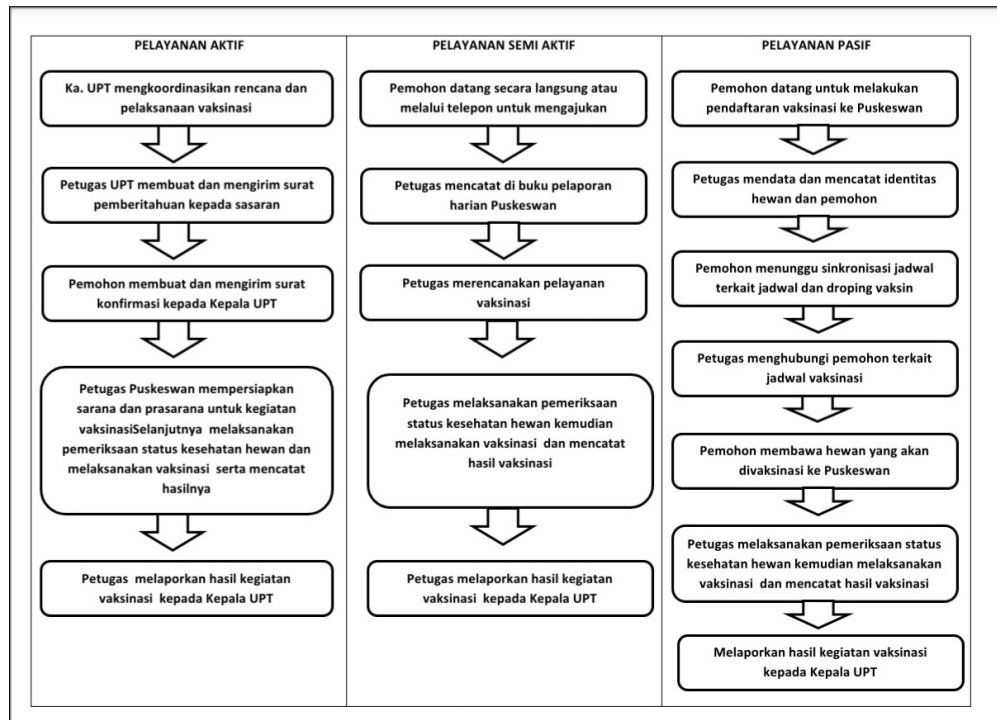 PELAYANAN AKTIF
Ka. UPT mengkoordinasikan rencana dan
pelaksanaan vaksinasi
Petugas UPT membuat dan mengirim surat
pemberitahuan kepada sasaran
Pemohon membuat dan mengirim surat
konfirmasi kepada Kepala UPT
Petugas Puskeswan mempersiapkan
sarana dan prasarana untuk kegiatan
vaksinasiSelanjutnya melaksanakan
pemeriksaan status kesehatan hewan dan
melaksanakan vaksinasi serta mencatat
hasilnya
Petugas melaporkan hasil kegiatan
vaksinasi kepada Kepala UPT
PELAYANAN SEMI AKTIF
Pemohon datang secara langsung atau
melalui telepon untuk mengajukan
Petugas mencatat di buku pelaporan
harian Puskeswan
Petugas merencanakan pelayanan
vaksinasi
Petugas melaksanakan pemeriksaan
status kesehatan hewan kemudian
melaksanakan vaksinasi dan mencatat
hasil vaksinasi
Petugas melaporkan hasil kegiatan
vaksinasi kepada Kepala UPT
PELAYANAN PASIF
Pemohon datang untuk melakukan
pendaftaran vaksinasi ke Puskeswan
Petugas mendata dan mencatat identitas
hewan dan pemohon
Pemohon menunggu sinkronisasi jadwal
terkait jadwal dan droping vaksin
Petugas menghubungi pemohon terkait
jadwal vaksinasi
Pemohon membawa hewan yang akan
divaksinasi ke Puskeswan
Petugas melaksanakan pemeriksaan status
kesehatan hewan kemudian melaksanakan
vaksinasi dan mencatat hasil vaksinasi
Melaporkan hasil kegiatan vaksinasi
kepada Kepala UPT